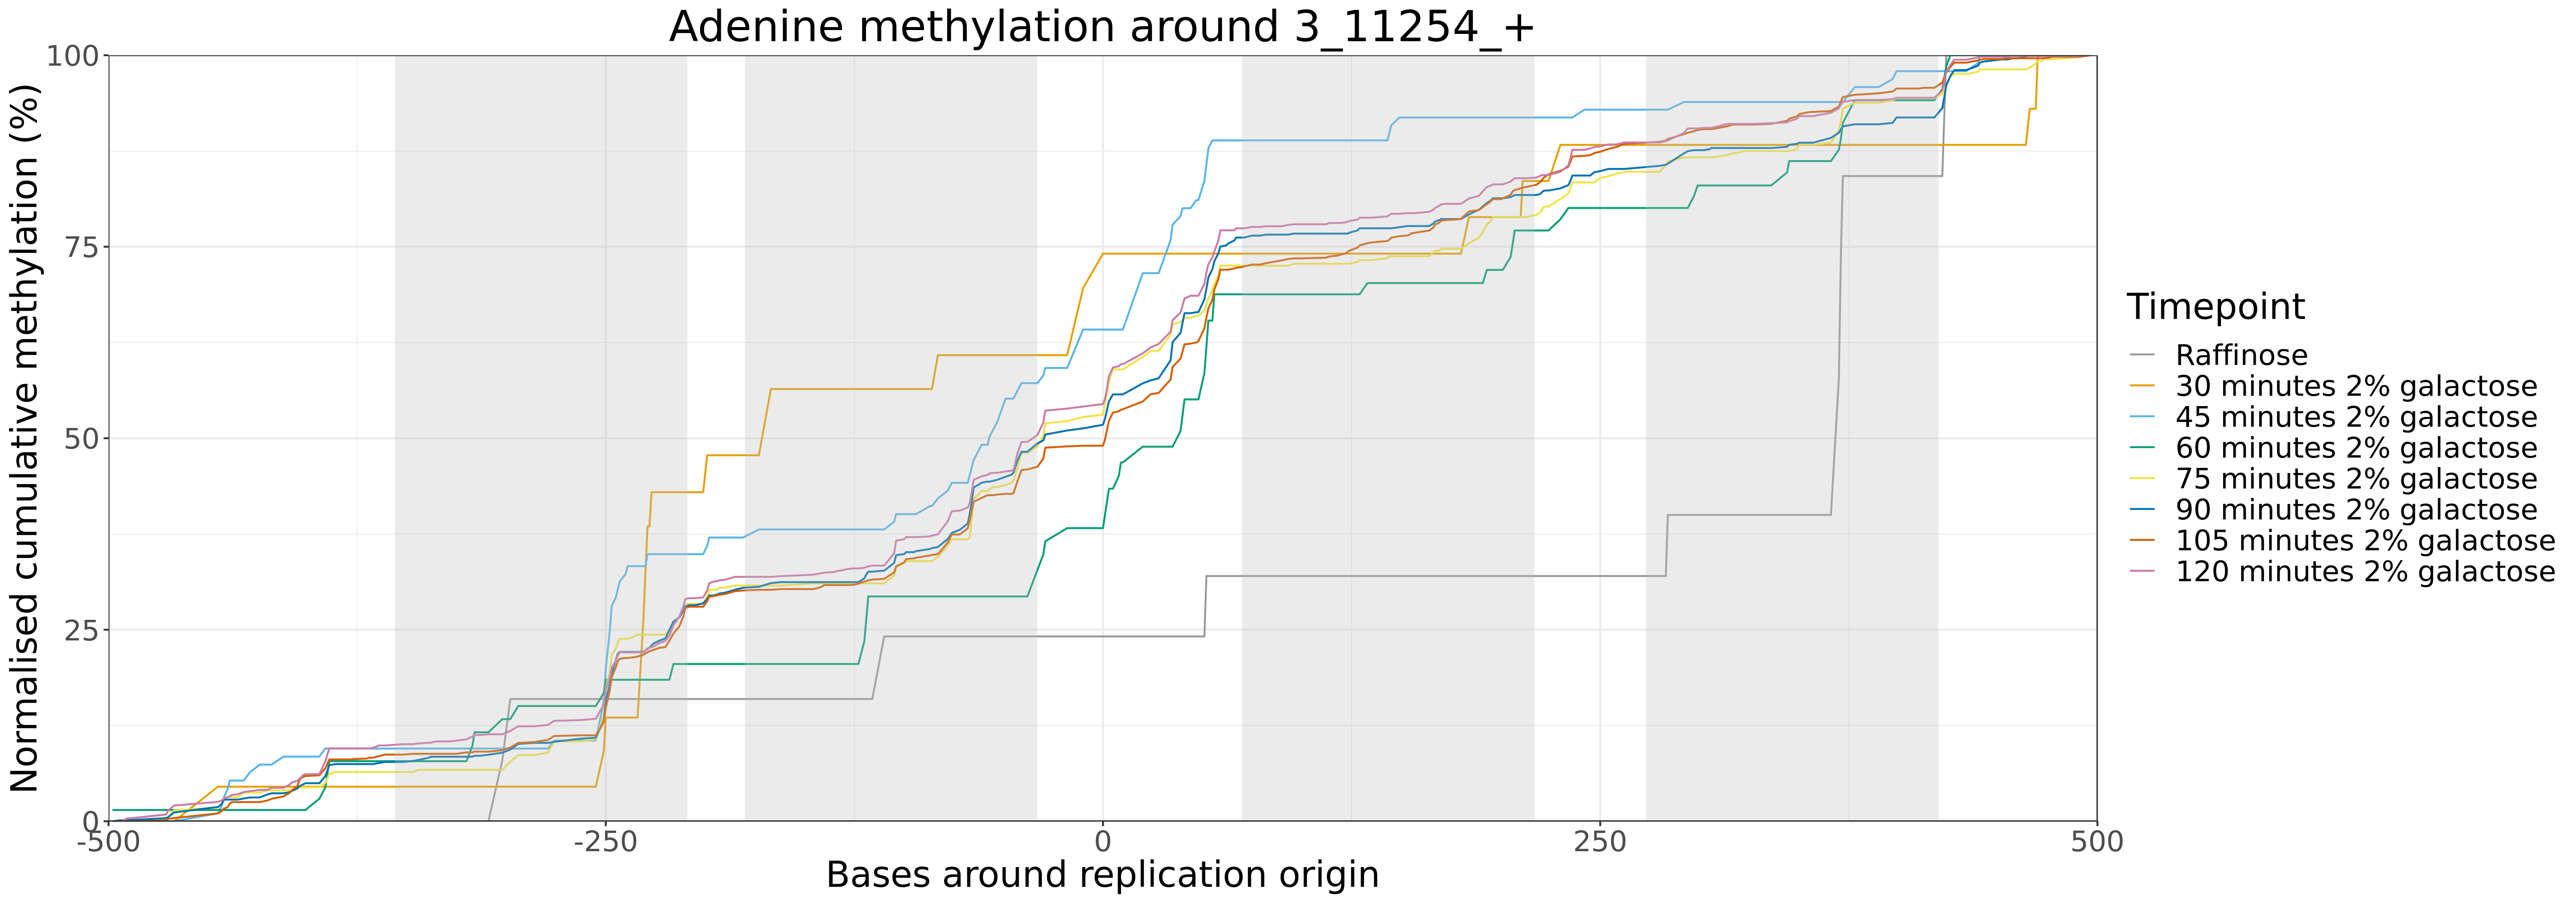 Adenine methylation around 3_11254_+
Normalised cumulative methylation (%)
100
75
50
25
0
-500
-250
0
250
500
Bases around replication origin
Timepoint
Raffinose
30 minutes 2% galactose
45 minutes 2% galactose
60 minutes 2% galactose
75 minutes 2% galactose
90 minutes 2% galactose
105 minutes 2% galactose
120 minutes 2% galactose